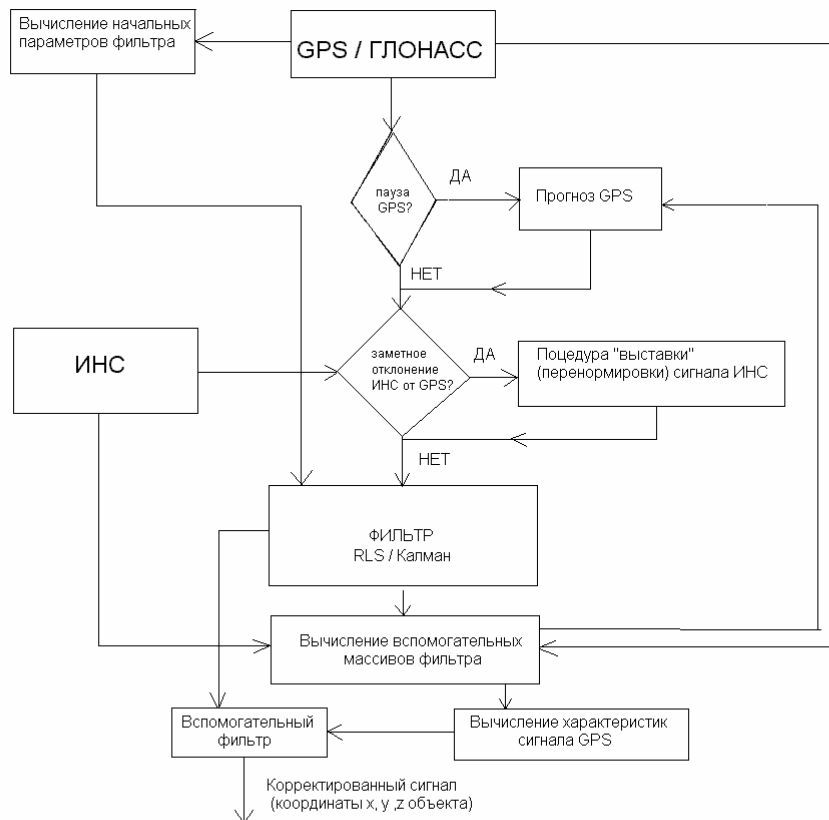 Вычисление начальных
параметров фильтра
GPS / ГЛОНАСС
пауза
GPS?
ДА
Прогноз GPS
НЕТ
ИНС
заметное
отклонение
ИНС от GPS?
ДА
Поцедура "выставки"
(перенормировки) сигнала ИНС
НЕТ
ФИЛЬТР
RLS / Калман
Вычисление вспомогательных
массивов фильтра
Вспомогательный
фильтр
Вычисление характеристик
сигнала GPS
Корректированный сигнал
(координаты x, y ,z объекта)